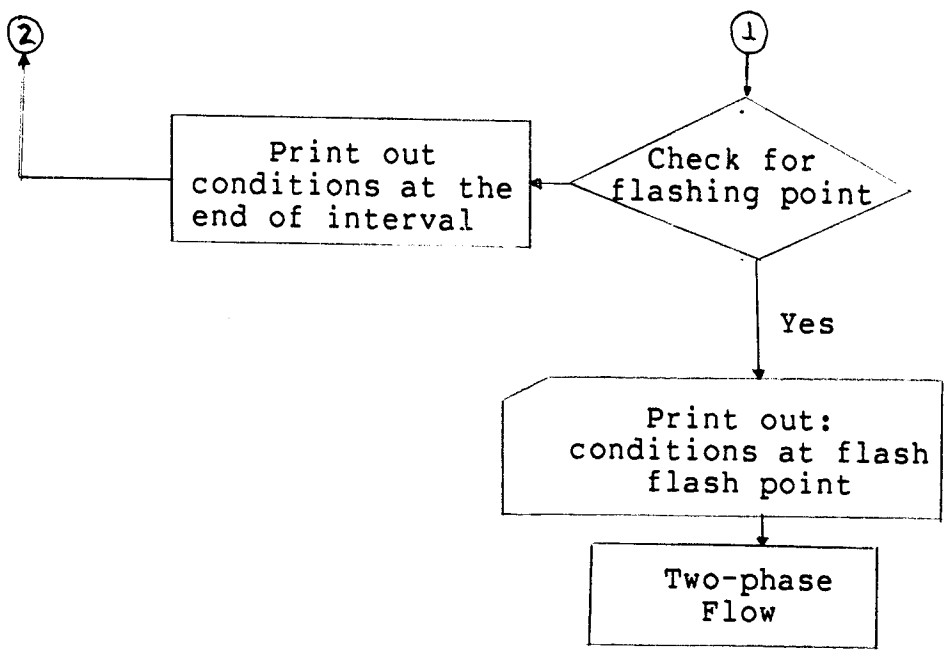 2
1
Print out
conditions at the
end of interval
Check for
flashing point
Yes
Print out:
conditions at flash
flash point
Two-phase
Flow